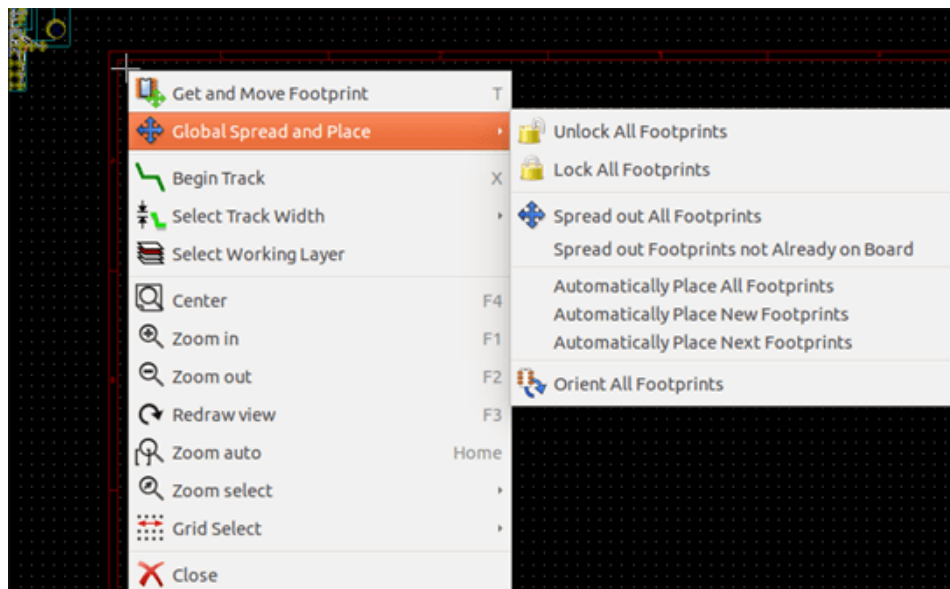 Get and Move Footprint T
Global Spread and Place
Begin Track X
Select Track Width
Select Working Layer
Center F4
Zoom in F1
Zoom out F2
Redraw view F3
Zoom auto Home
Zoom select
Grid Select
Close
Unlock All Footprints
Lock All Footprints
Spread out All Footprints
Spread out Footprints not Already on Board
Automatically Place All Footprints
Automatically Place New Footprints
Automatically Place Next Footprints
Orient All Footprints